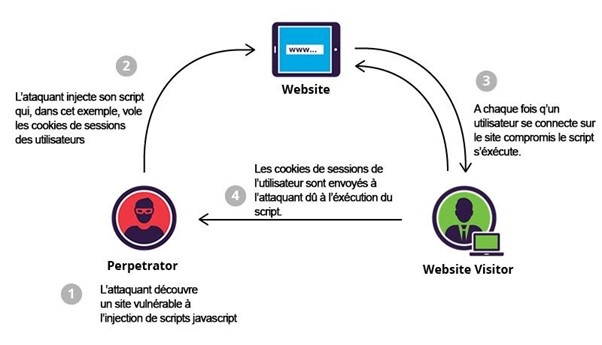 www...
Website
2
L'ataquant injecte son script
qui, dans cet exemple, vole
les cookies de sessions
des utilisateurs
3
A chaque fois q'un
utilisateur se connecte sur
le site compromis le script
s'éxécute.
4
Les cookies de sessions de
l'utilisateur sont envoyés à
l'attaquant dû à l'éxécution du
script.
Perpetrator
Website Visitor
1
L'attaquant découvre
un site vulnérable à
l'injection de scripts javascript